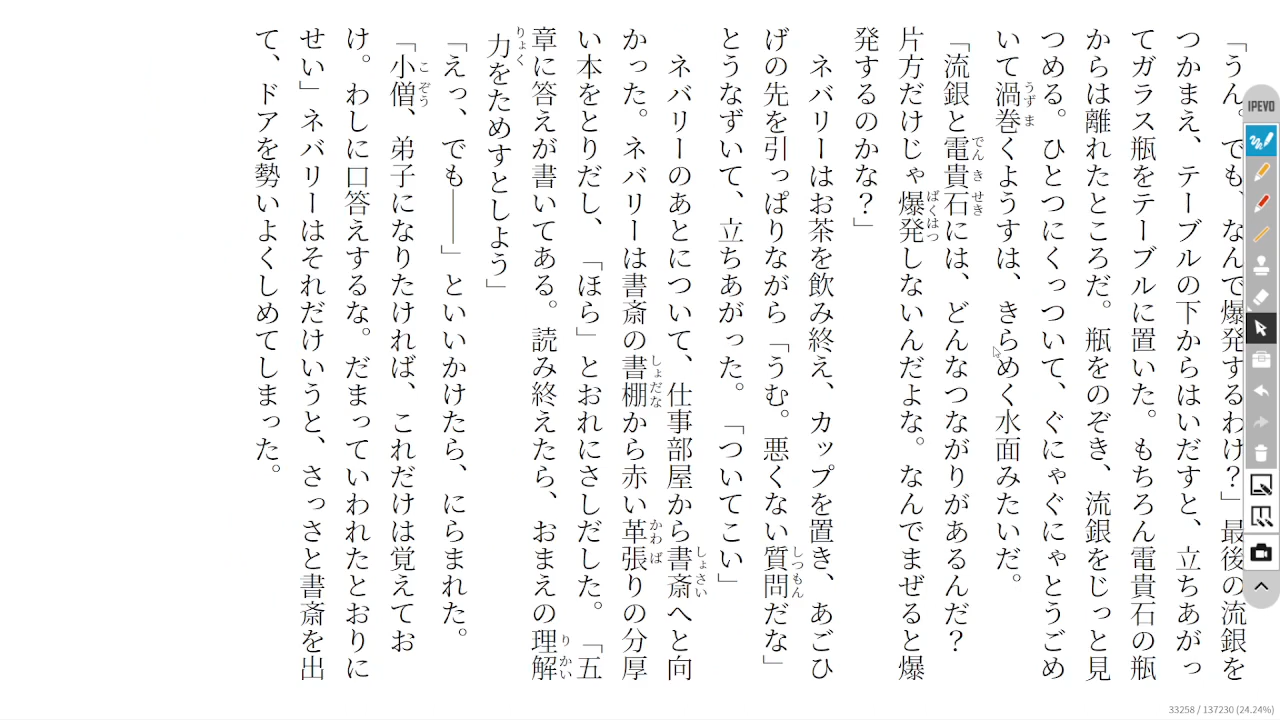 「うん。でも、なんで爆発するわけ？」最後の流銀を
つかまえ、テーブルの下からはいだすと、立ちあがっ
てガラス瓶をテーブルに置いた。もちろん電貴石の瓶
からは離れたところだ。瓶をのぞき、流銀をじっと見
つめる。ひとつにくっついて、ぐにゃぐにゃとうごめ
いて渦巻くようすは、きらめく水面みたいだ。
「流銀と電貴石には、どんなつながりがあるんだ？
片方だけじゃ爆発しないんだよな。なんでまぜると爆
発するのかな？」
ネバリーはお茶を飲み終え、カップを置き、あごひ
げの先を引っぱりながら「うむ。悪くない質問だな」
とうなずいて、立ちあがった。「ついてこい」
ネバリーのあとについて、仕事部屋から書斎へと向
かった。ネバリーは書斎の書棚から赤い革張りの分厚
い本をとりだし、「ほら」とおれにさしだした。「五
章に答えが書いてある。読み終えたら、おまえの理解
力をためすとしよう」
「えっ、でも――」といいかけたら、にらまれた。
「小僧、弟子になりたければ、これだけは覚えてお
け。わしに口答えするな。だまっていわれたとおりに
せい」ネバリーはそれだけいうと、さっさと書斎を出
て、ドアを勢いよくしめてしまった。
IPEVO
33258 / 137230 (24.24%)